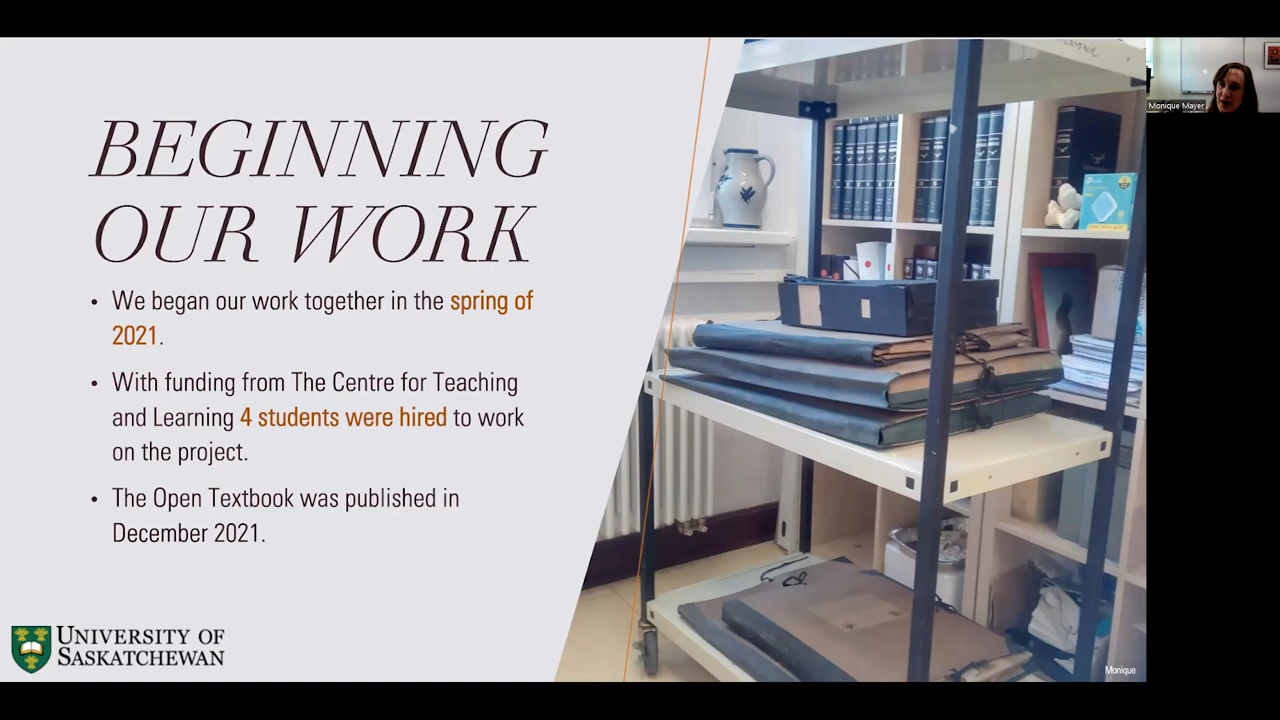 BEGINNING
OUR WORK
• We began our work together in the spring of
2021.
• With funding from The Centre for Teaching
and Learning 4 students were hired to work
on the project.
• The Open Textbook was published in
December 2021.
UNIVERSITY OF
SASKATCHEWAN
Monique
Monique Mayer